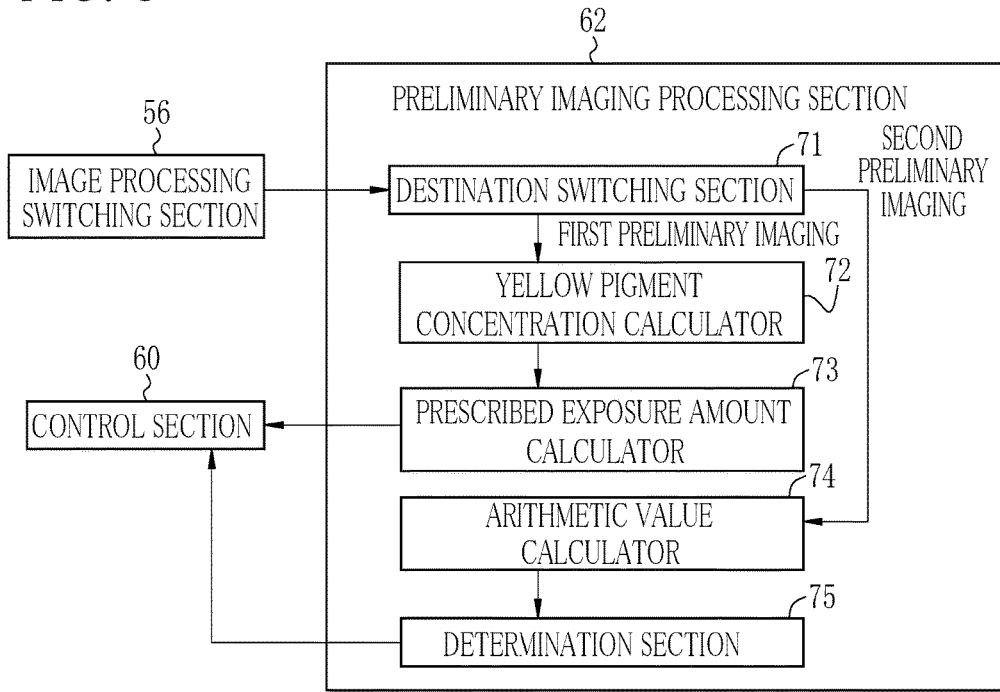 62
PRELIMINARY IMAGING PROCESSING SECTION
56
IMAGE PROCESSING
SWITCHING SECTION
71
DESTINATION SWITCHING SECTION
SECOND
PRELIMINARY
IMAGING
FIRST PRELIMINARY IMAGING
72
YELLOW PIGMENT
CONCENTRATION CALCULATOR
60
CONTROL SECTION
73
PRESCRIBED EXPOSURE AMOUNT
CALCULATOR
74
ARITHMETIC VALUE
CALCULATOR
75
DETERMINATION SECTION